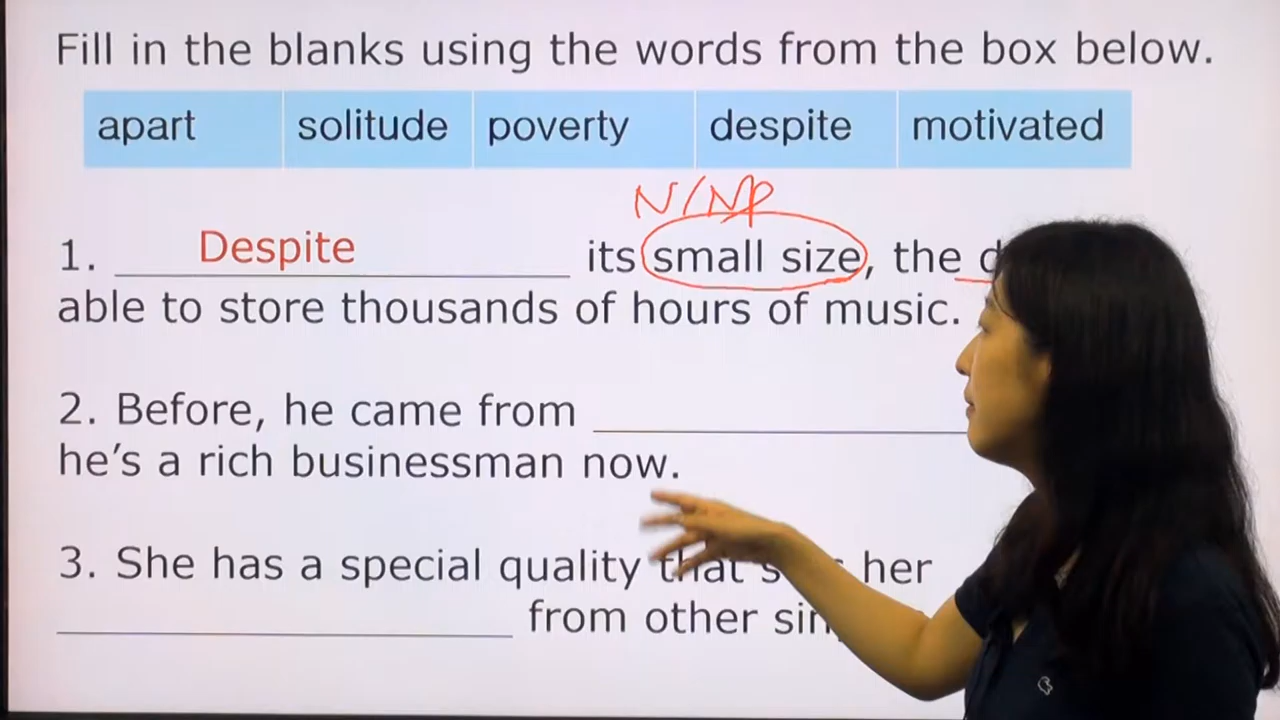 Fill in the blanks using the words from the box below.
apart solitude poverty despite motivated
N/NP
1. Despite its small size, the
able to store thousands of hours of music.
2. Before, he came from
he's a rich businessman now.
3. She has a special quality that her
from other